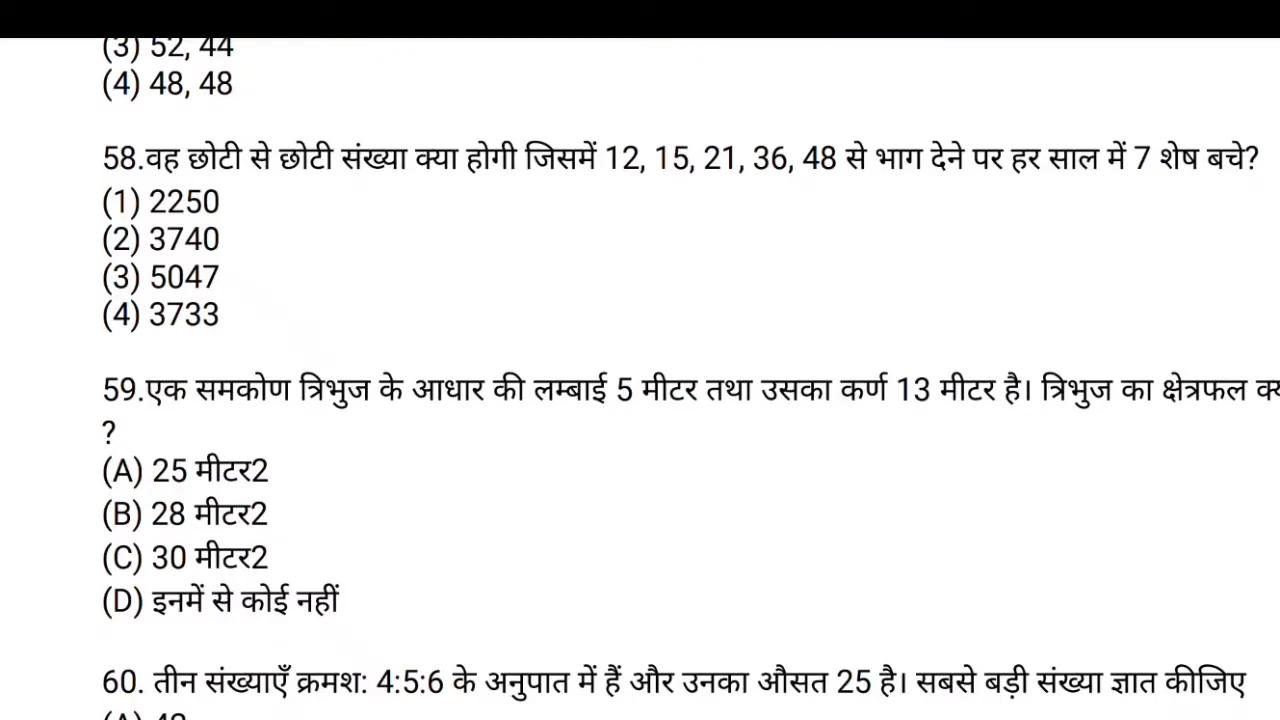 (3) 52, 44
(4) 48, 48
58.वह छोटी से छोटी संख्या क्या होगी जिसमें 12, 15, 21, 36, 48 से भाग देने पर हर साल में 7 शेष बचे?
(1) 2250
(2) 3740
(3) 5047
(4) 3733
59.एक समकोण त्रिभुज के आधार की लम्बाई 5 मीटर तथा उसका कर्ण 13 मीटर है। त्रिभुज का क्षेत्रफल
?
(A) 25 मीटर2
(B) 28 मीटर2
(C) 30 मीटर2
(D) इनमें से कोई नहीं
60. तीन संख्याएँ क्रमश: 4:5:6 के अनुपात में हैं और उनका औसत 25 है। सबसे बड़ी संख्या ज्ञात कीजिए